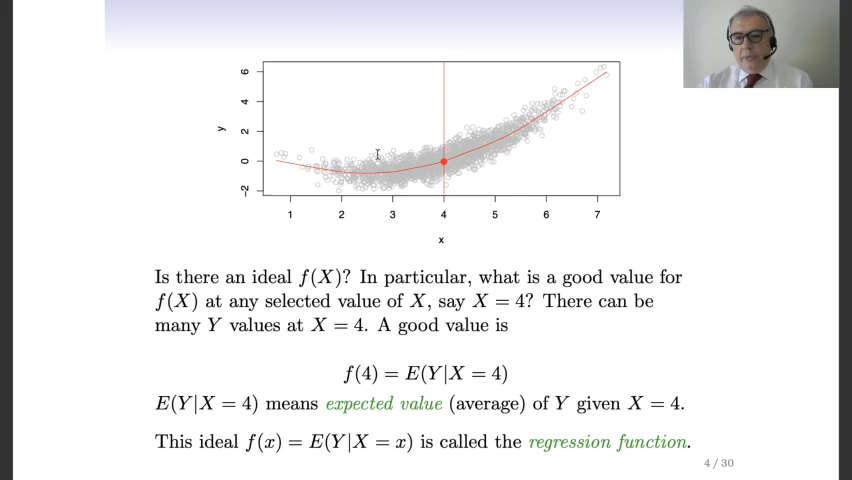 6
4
2
0
-2
y
1 2 3 4 5 6 7
x
Is there an ideal f(X)? In particular, what is a good value for
f(X) at any selected value of X, say X = 4? There can be
many Y values at X = 4. A good value is
f(4) = E(Y|X = 4)
E(Y|X = 4) means expected value (average) of Y given X = 4.
This ideal f(x) = E(Y|X = x) is called the regression function.
4 / 30